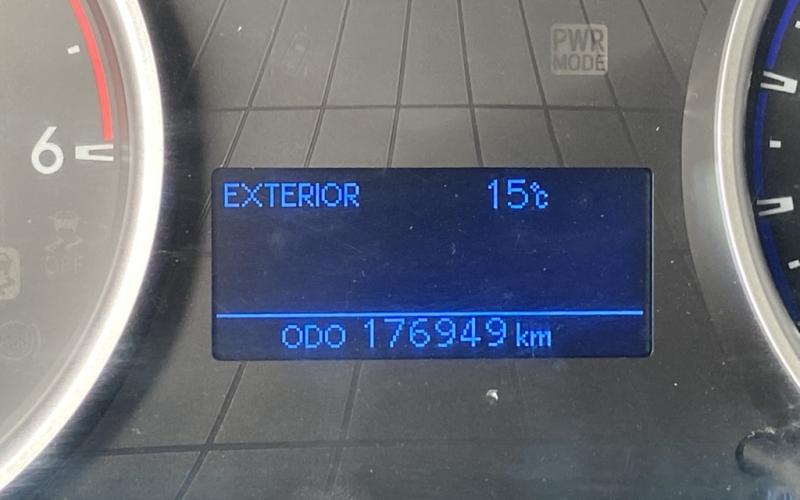 PWR
MODE
6
EXTERIOR 15℃
OFF
ODO 176949 km